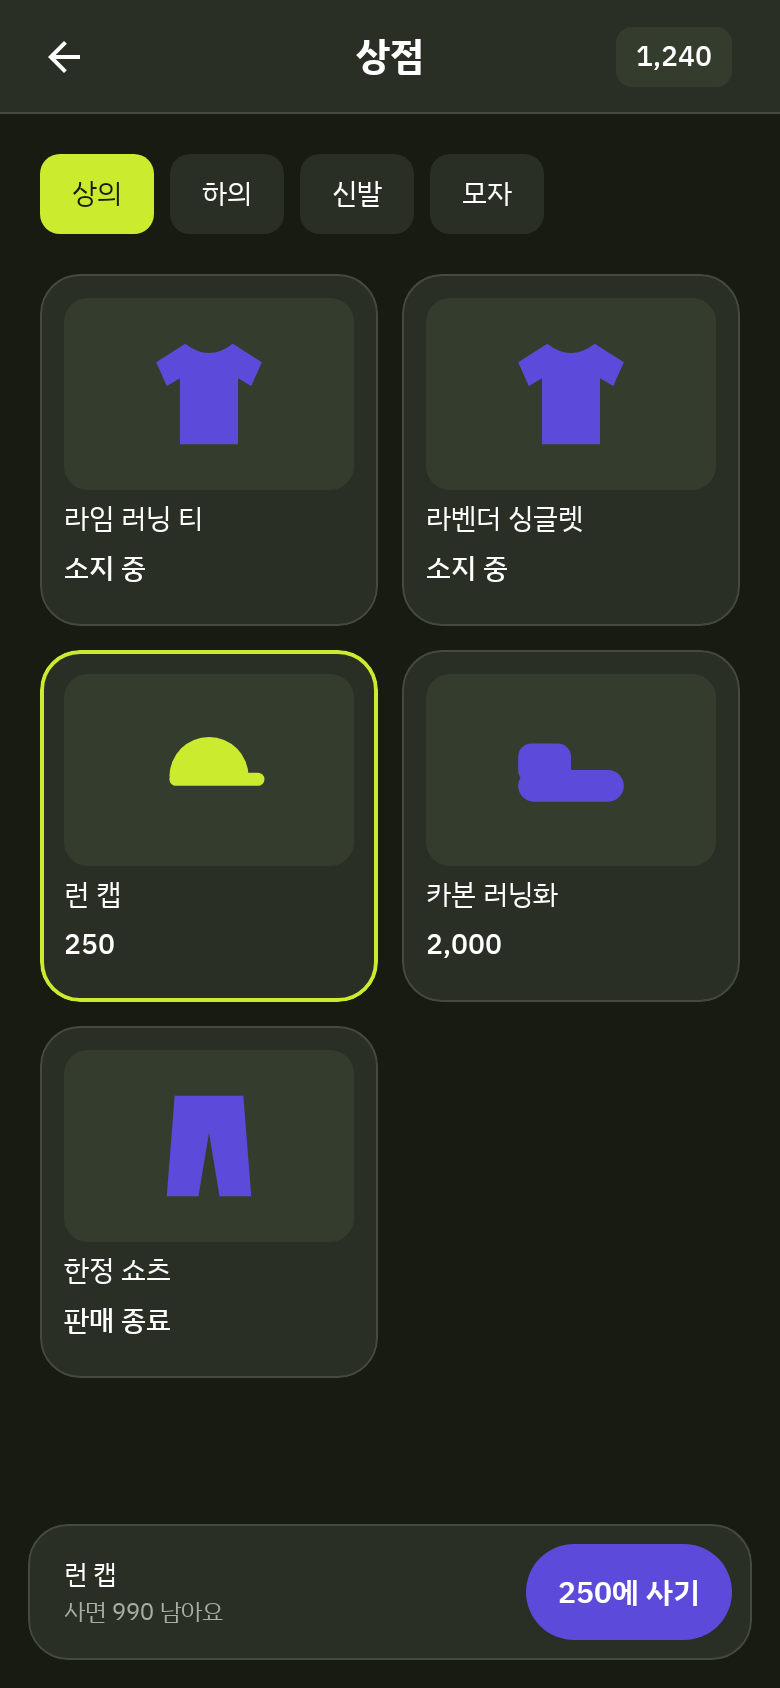 상점
1,240
상의
하의
신발
모자
라임 러닝 티
소지 중
라벤더 싱글렛
소지 중
런 캡
250
카본 러닝화
2,000
한정 쇼츠
판매 종료
런 캡
사면 990 남아요
250에 사기